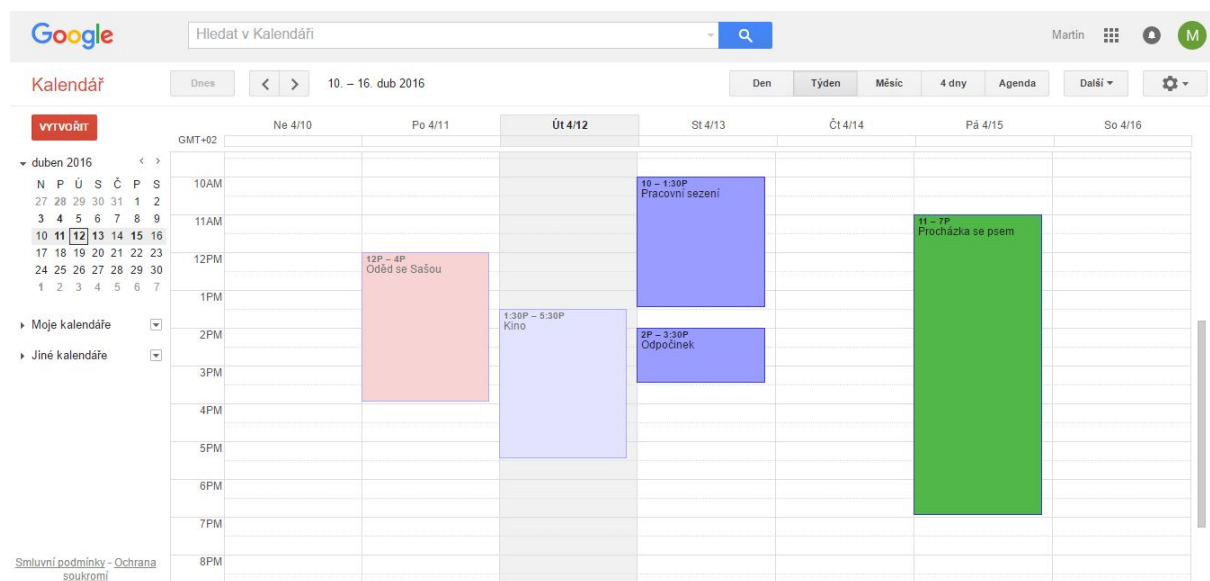 Google
Hledat v Kalendáři
Martin
M
Kalendář
Dnes
10. – 16. dub 2016
Den Týden Měsíc 4 dny Agenda
Další
VYTVOŘIT
duben 2016
N P Ú S Č P S
27 28 29 30 31 1 2
3 4 5 6 7 8 9
10 11 12 13 14 15 16
17 18 19 20 21 22 23
24 25 26 27 28 29 30
1 2 3 4 5 6 7
Moje kalendáře
Jiné kalendáře
Smluvní podmínky - Ochrana
soukromí
Ne 4/10 Po 4/11 Út 4/12 St 4/13 Čt 4/14 Pá 4/15 So 4/16
GMT+02
10AM
11AM
12PM
1PM
2PM
3PM
4PM
5PM
6PM
7PM
8PM
12P – 4P
Oděd se Sašou
1:30P – 5:30P
Kino
10 – 1:30P
Pracovní sezení
2P – 3:30P
Odpočinek
11 – 7P
Procházka se psem